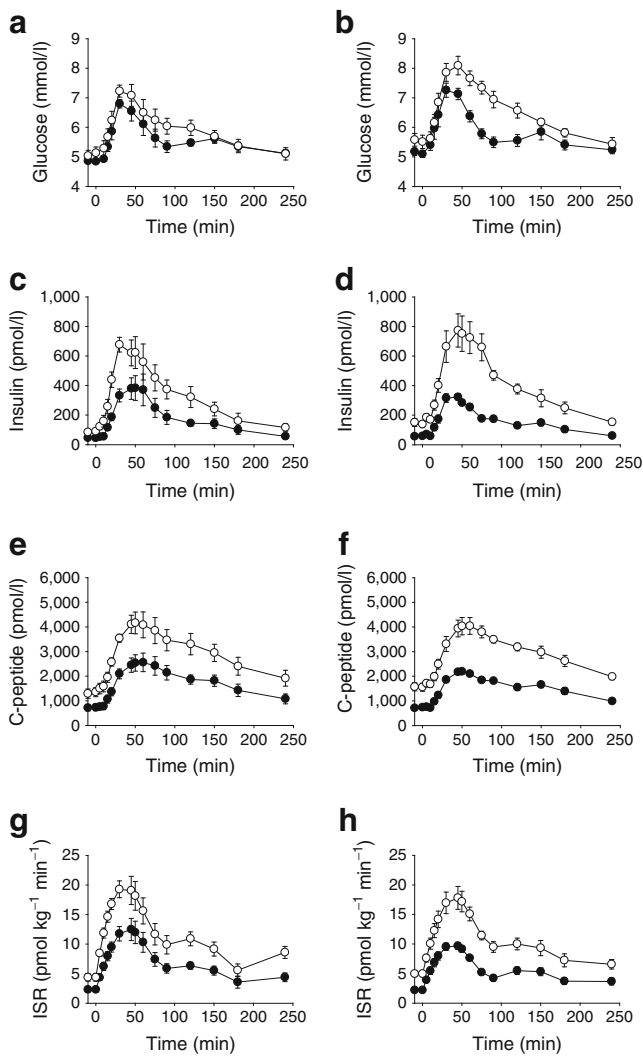 a
9
8
7
6
5
4
Glucose (mmol/l)
0 50 100 150 200 250
Time (min)
b
9
8
7
6
5
4
Glucose (mmol/l)
0 50 100 150 200 250
Time (min)
c
1,000
800
600
400
200
0
Insulin (pmol/l)
0 50 100 150 200 250
Time (min)
d
1,000
800
600
400
200
0
Insulin (pmol/l)
0 50 100 150 200 250
Time (min)
e
6,000
5,000
4,000
3,000
2,000
1,000
0
C-peptide (pmol/l)
0 50 100 150 200 250
Time (min)
f
6,000
5,000
4,000
3,000
2,000
1,000
0
C-peptide (pmol/l)
0 50 100 150 200 250
Time (min)
g
25
20
15
10
5
0
ISR (pmol kg⁻¹ min⁻¹)
0 50 100 150 200 250
Time (min)
h
25
20
15
10
5
0
ISR (pmol kg⁻¹ min⁻¹)
0 50 100 150 200 250
Time (min)